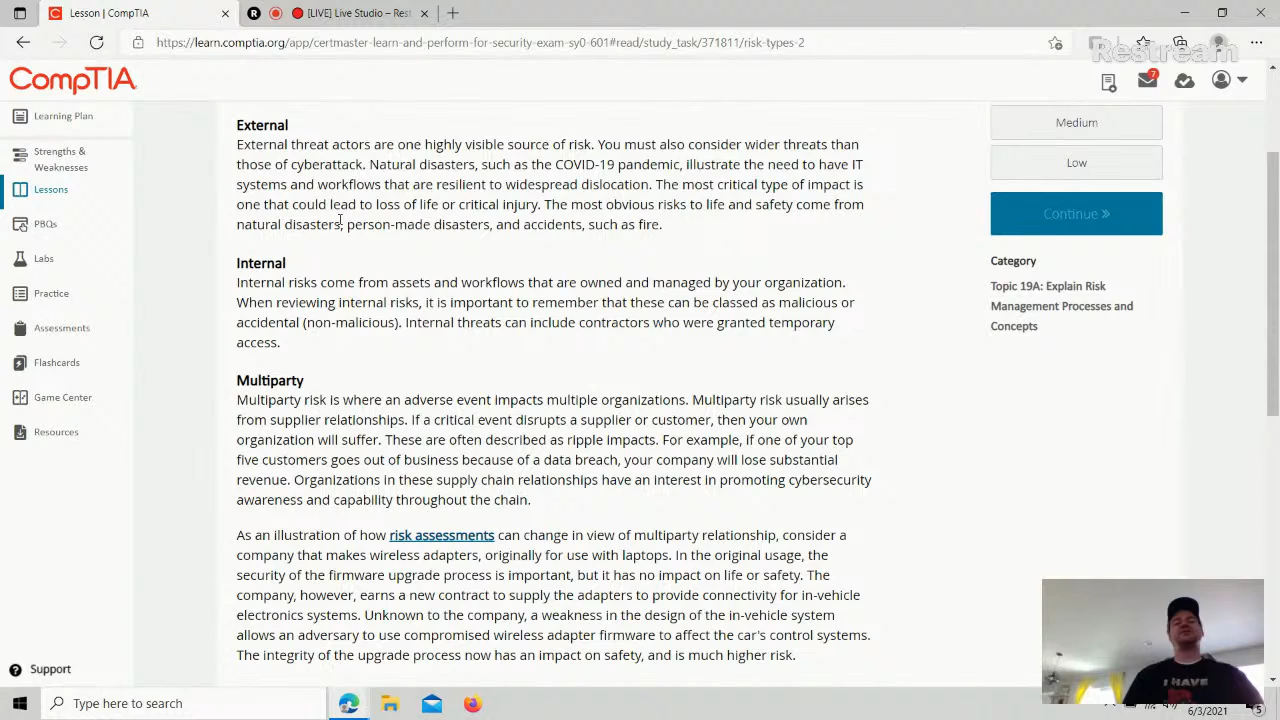 Lesson | CompTIA
[LIVE] Live Studio – Rest
https://learn.comptia.org/app/certmaster-learn-and-perform-for-security-exam-sy0-601#read/study_task/371811/risk-types-2
Restream
CompTIA.
7
Learning Plan
Strengths &
Weaknesses
Lessons
PBQs
Labs
Practice
Assessments
Flashcards
Game Center
Resources
Support
External
External threat actors are one highly visible source of risk. You must also consider wider threats than
those of cyberattack. Natural disasters, such as the COVID-19 pandemic, illustrate the need to have IT
systems and workflows that are resilient to widespread dislocation. The most critical type of impact is
one that could lead to loss of life or critical injury. The most obvious risks to life and safety come from
natural disasters, person-made disasters, and accidents, such as fire.
Internal
Internal risks come from assets and workflows that are owned and managed by your organization.
When reviewing internal risks, it is important to remember that these can be classed as malicious or
accidental (non-malicious). Internal threats can include contractors who were granted temporary
access.
Multiparty
Multiparty risk is where an adverse event impacts multiple organizations. Multiparty risk usually arises
from supplier relationships. If a critical event disrupts a supplier or customer, then your own
organization will suffer. These are often described as ripple impacts. For example, if one of your top
five customers goes out of business because of a data breach, your company will lose substantial
revenue. Organizations in these supply chain relationships have an interest in promoting cybersecurity
awareness and capability throughout the chain.
As an illustration of how risk assessments can change in view of multiparty relationship, consider a
company that makes wireless adapters, originally for use with laptops. In the original usage, the
security of the firmware upgrade process is important, but it has no impact on life or safety. The
company, however, earns a new contract to supply the adapters to provide connectivity for in-vehicle
electronics systems. Unknown to the company, a weakness in the design of the in-vehicle system
allows an adversary to use compromised wireless adapter firmware to affect the car's control systems.
The integrity of the upgrade process now has an impact on safety, and is much higher risk.
Medium
Low
Continue »
Category
Topic 19A: Explain Risk
Management Processes and
Concepts
I HAVE
Type here to search
6/3/2021
5